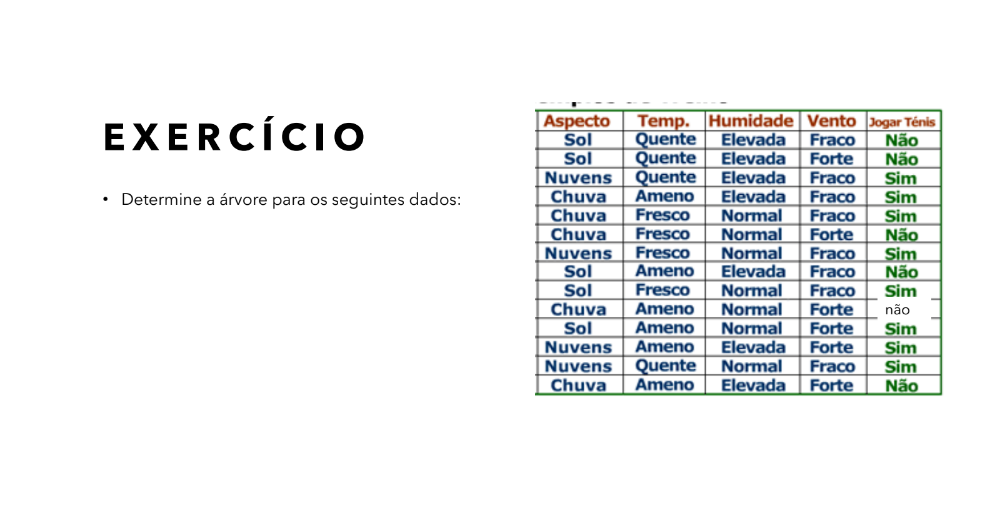 EXERCÍCIO
• Determine a árvore para os seguintes dados:
Aspecto Temp. Humidade Vento Jogar Ténis
Sol Quente Elevada Fraco Não
Sol Quente Elevada Forte Não
Nuvens Quente Elevada Fraco Sim
Chuva Ameno Elevada Fraco Sim
Chuva Fresco Normal Fraco Sim
Chuva Fresco Normal Forte Não
Nuvens Fresco Normal Fraco Sim
Sol Ameno Elevada Fraco Não
Sol Fresco Normal Fraco Sim
Chuva Ameno Normal Forte não
Sol Ameno Normal Forte Sim
Nuvens Ameno Elevada Forte Sim
Nuvens Quente Normal Fraco Sim
Chuva Ameno Elevada Forte Não